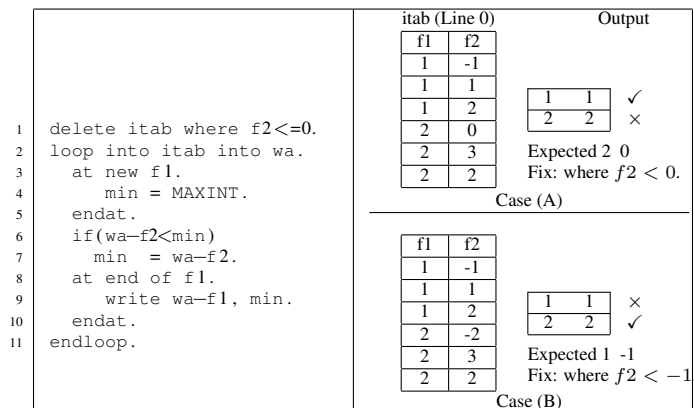 1 delete itab where f2<=0.
2 loop into itab into wa.
3 at new f1.
4 min = MAXINT.
5 endat.
6 if(wa−f2<min)
7 min = wa−f2.
8 at end of f1.
9 write wa−f1, min.
10 endat.
11 endloop.
itab (Line 0) Output
f1 f2
1 -1
1 1
1 2
2 0
2 3
2 2
1 1 ✓
2 2 ×
Expected 2 0
Fix: where f2 < 0.
Case (A)
f1 f2
1 -1
1 1
1 2
2 -2
2 3
2 2
1 1 ×
2 2 ✓
Expected 1 -1
Fix: where f2 < −1
Case (B)